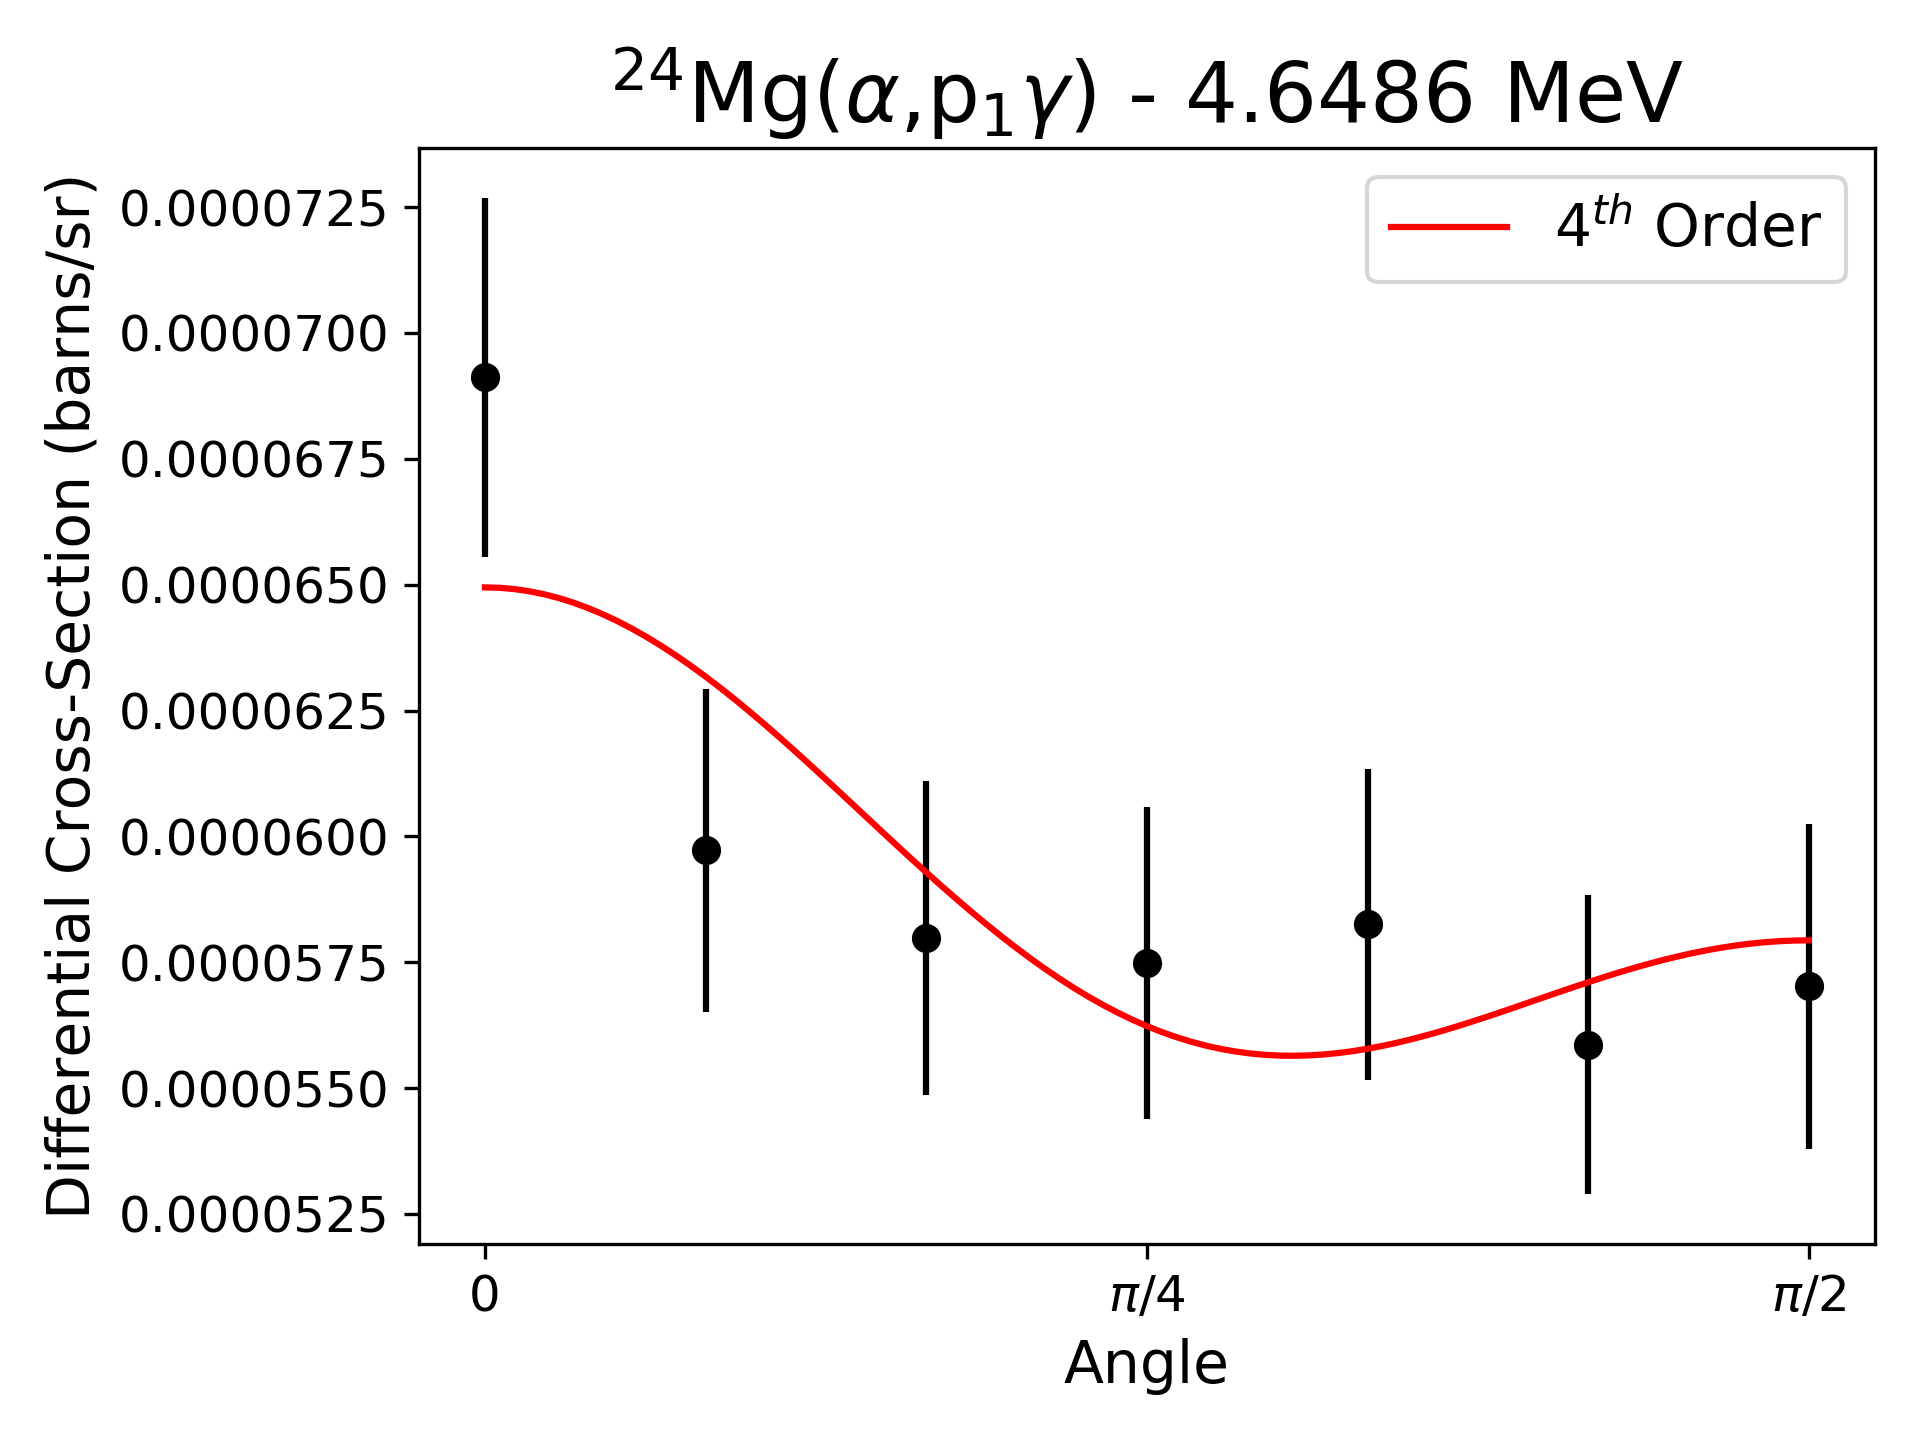 ²⁴Mg(α,p₁γ) - 4.6486 MeV
4ᵗʰ Order
Differential Cross-Section (barns/sr)
0.0000725
0.0000700
0.0000675
0.0000650
0.0000625
0.0000600
0.0000575
0.0000550
0.0000525
0
π/4
π/2
Angle